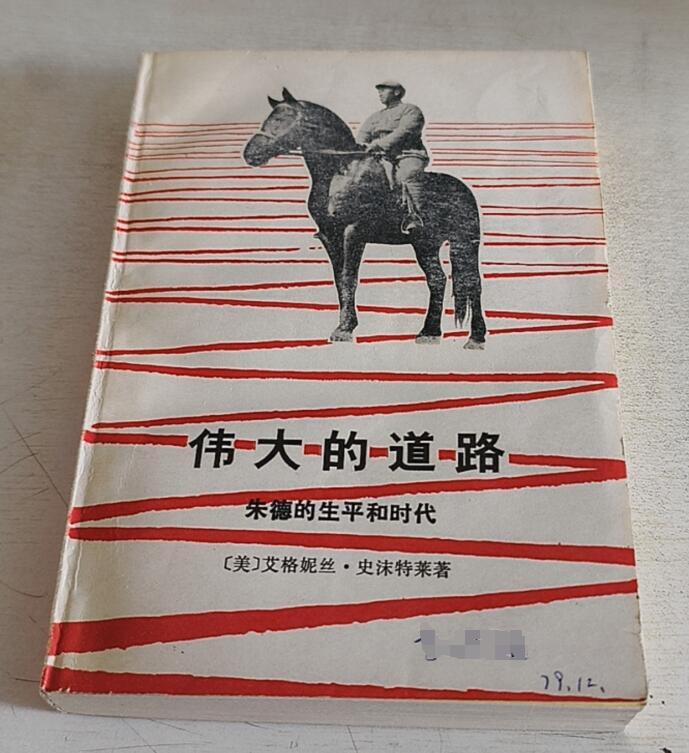 伟大的道路
朱德的生平和时代
〔美〕艾格妮丝·史沫特莱著
79.12.